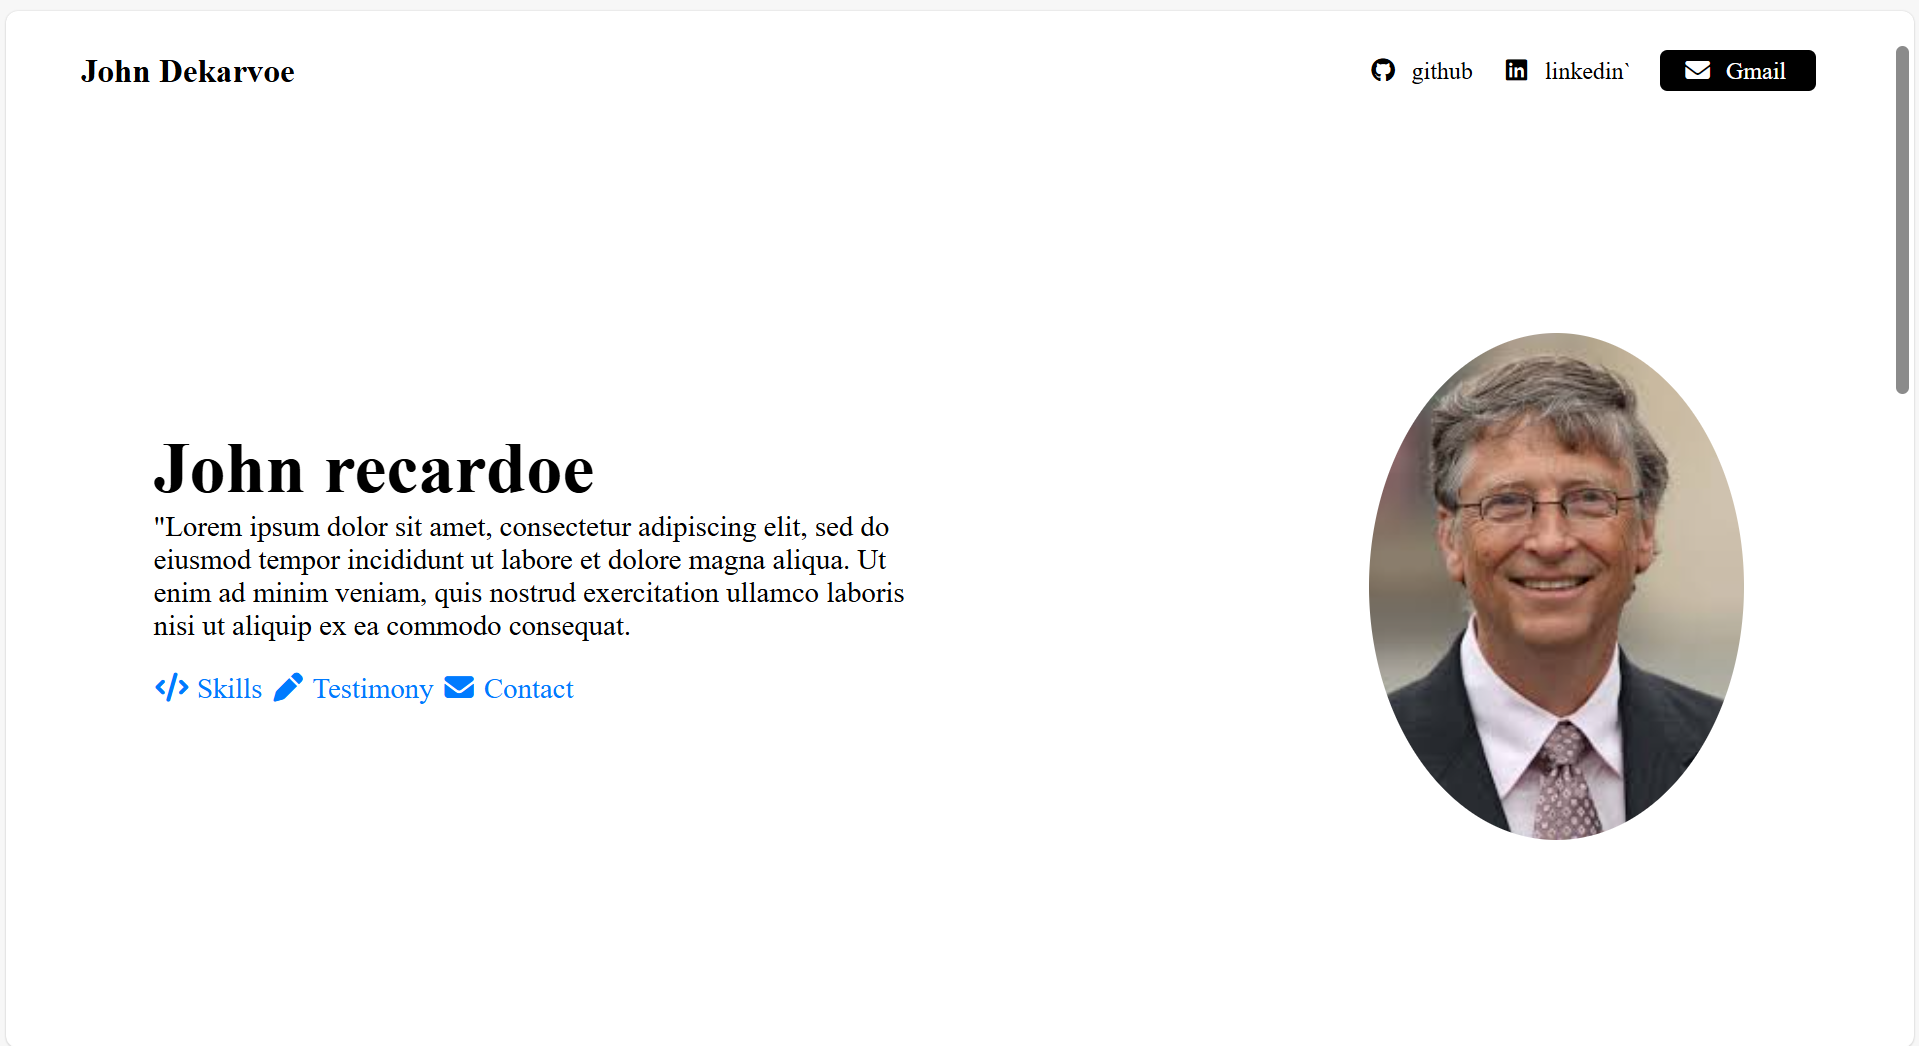 John Dekarvoe
github linkedin` Gmail
John recardoe
"Lorem ipsum dolor sit amet, consectetur adipiscing elit, sed do
eiusmod tempor incididunt ut labore et dolore magna aliqua. Ut
enim ad minim veniam, quis nostrud exercitation ullamco laboris
nisi ut aliquip ex ea commodo consequat.
Skills Testimony Contact